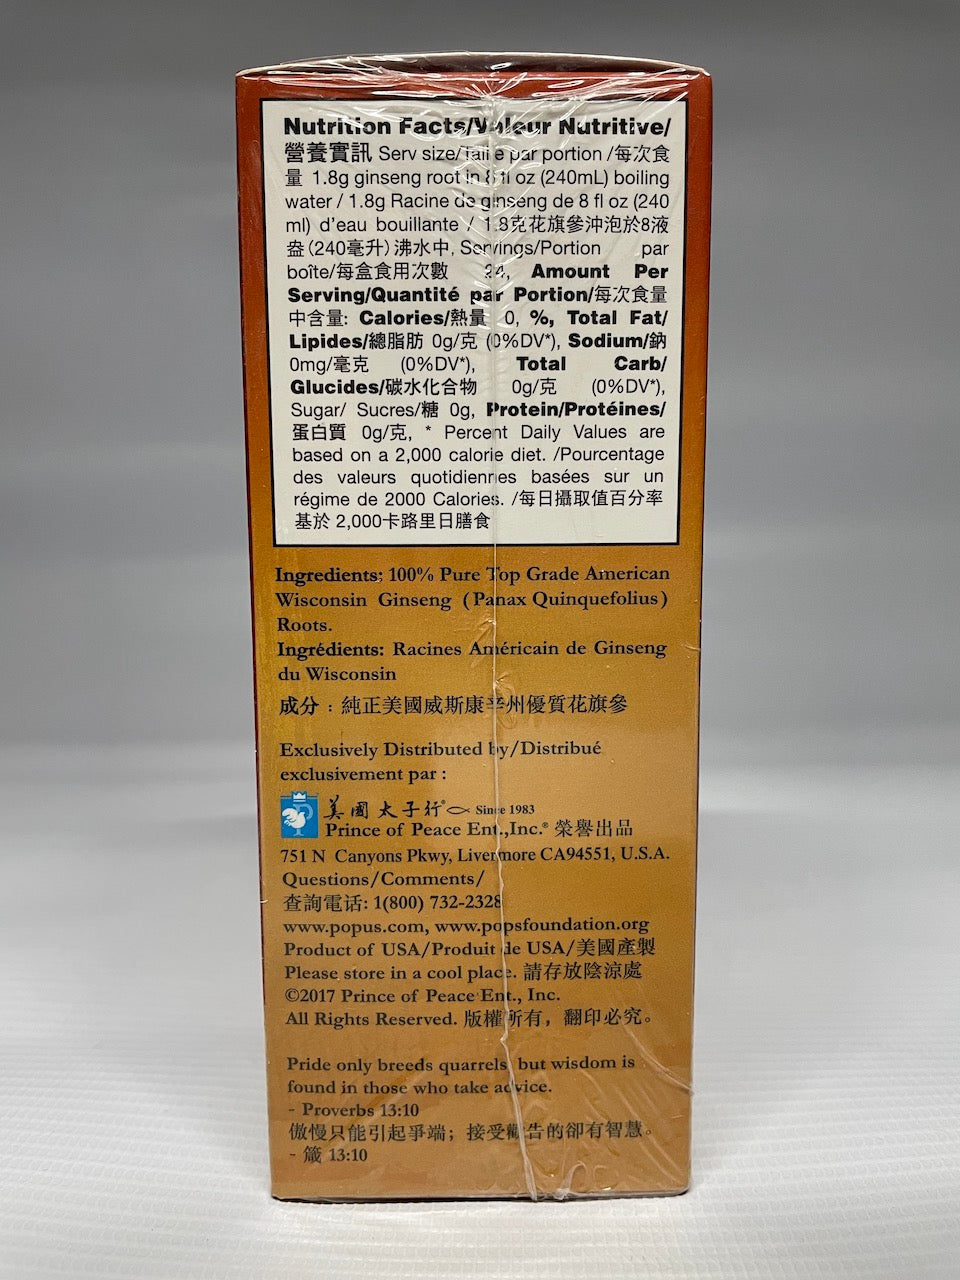 Nutrition Facts/Valeur Nutritive/
營養實訊 Serv size/Taille par portion /每次食
量 1.8g ginseng root in 8 fl oz (240mL) boiling
water / 1.8g Racine de ginseng de 8 fl oz (240
ml) d'eau bouillante / 1.8克花旗參沖泡於8液
盎(240毫升)沸水中, Servings/Portion par
boîte/每盒食用次數 24, Amount Per
Serving/Quantité par Portion/每次食量
中含量: Calories/熱量 0, %, Total Fat/
Lipides/總脂肪 0g/克 (0%DV*), Sodium/鈉
0mg/毫克 (0%DV*), Total Carb/
Glucides/碳水化合物 0g/克 (0%DV*),
Sugar/ Sucres/糖 0g, Protein/Protéines/
蛋白質 0g/克, * Percent Daily Values are
based on a 2,000 calorie diet. /Pourcentage
des valeurs quotidiennes basées sur un
régime de 2000 Calories. /每日攝取值百分率
基於 2,000卡路里日膳食
Ingredients: 100% Pure Top Grade American
Wisconsin Ginseng (Panax Quinquefolius)
Roots.
Ingrédients: Racines Américain de Ginseng
du Wisconsin
成分：純正美國威斯康辛州優質花旗參
Exclusively Distributed by/Distribué
exclusivement par :
美國太子行® Since 1983
Prince of Peace Ent.,Inc.® 榮譽出品
751 N Canyons Pkwy, Livermore CA94551, U.S.A.
Questions/Comments/
查詢電话: 1(800) 732-2328
www.popus.com, www.popsfoundation.org
Product of USA/Produit de USA/美國產製
Please store in a cool place. 請存放陰涼處
©2017 Prince of Peace Ent., Inc.
All Rights Reserved. 版權所有，翻印必究。
Pride only breeds quarrels, but wisdom is
found in those who take advice.
- Proverbs 13:10
傲慢只能引起爭端；接受勸告的卻有智慧。
- 箴 13:10